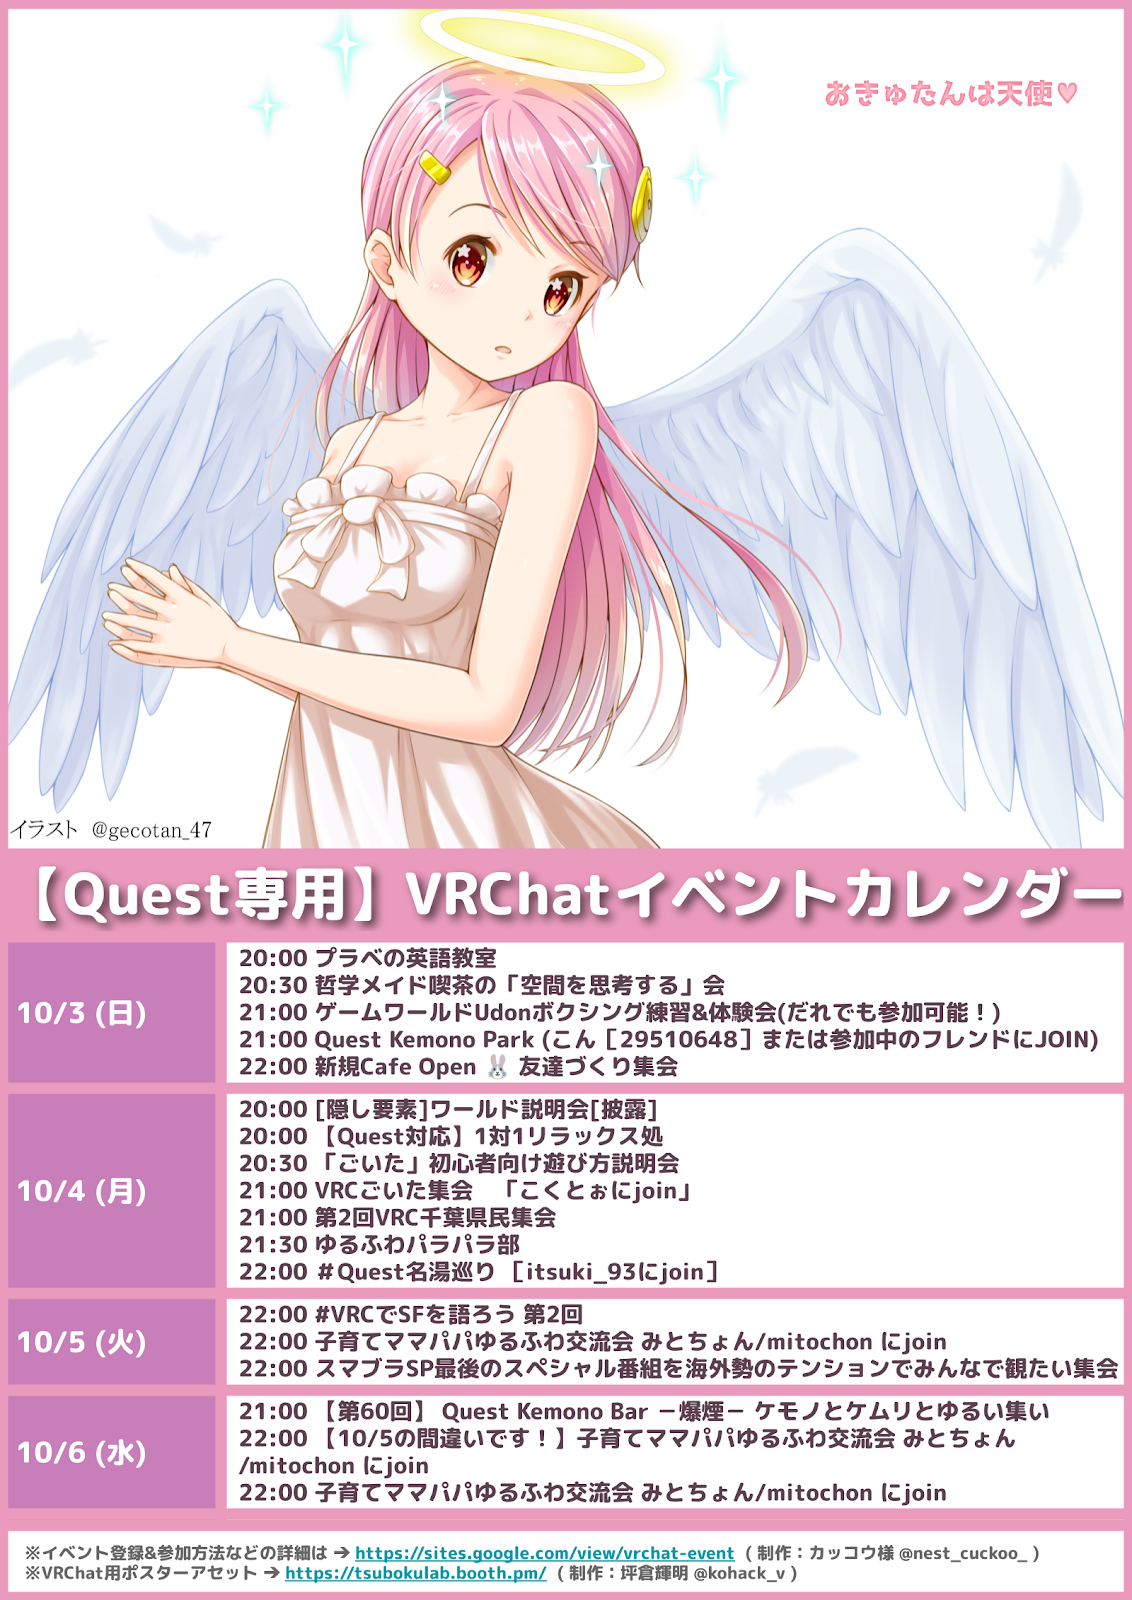 おきゅたんは天使♥
イラスト @gecotan_47
【Quest専用】VRChatイベントカレンダー
10/3 (日)
20:00 プラベの英語教室
20:30 哲学メイド喫茶の「空間を思考する」会
21:00 ゲームワールドUdonボクシング練習&体験会(だれでも参加可能！)
21:00 Quest Kemono Park (こん［29510648］または参加中のフレンドにJOIN)
22:00 新規Cafe Open 🐰 友達づくり集会
10/4 (月)
20:00 [隠し要素]ワールド説明会[披露]
20:00 【Quest対応】1対1リラックス処
20:30 「ごいた」初心者向け遊び方説明会
21:00 VRCごいた集会　「こくとぉにjoin」
21:00 第2回VRC千葉県民集会
21:30 ゆるふわパラパラ部
22:00 ＃Quest名湯巡り ［itsuki_93にjoin］
10/5 (火)
22:00 #VRCでSFを語ろう 第2回
22:00 子育てママパパゆるふわ交流会 みとちょん/mitochon にjoin
22:00 スマブラSP最後のスペシャル番組を海外勢のテンションでみんなで観たい集会
10/6 (水)
21:00 【第60回】 Quest Kemono Bar －爆煙－ ケモノとケムリとゆるい集い
22:00 【10/5の間違いです！】子育てママパパゆるふわ交流会 みとちょん
/mitochon にjoin
22:00 子育てママパパゆるふわ交流会 みとちょん/mitochon にjoin
※イベント登録&参加方法などの詳細は → https://sites.google.com/view/vrchat-event （制作：カッコウ様 @nest_cuckoo_ ）
※VRChat用ポスターアセット → https://tsubokulab.booth.pm/ （制作：坪倉輝明 @kohack_v ）